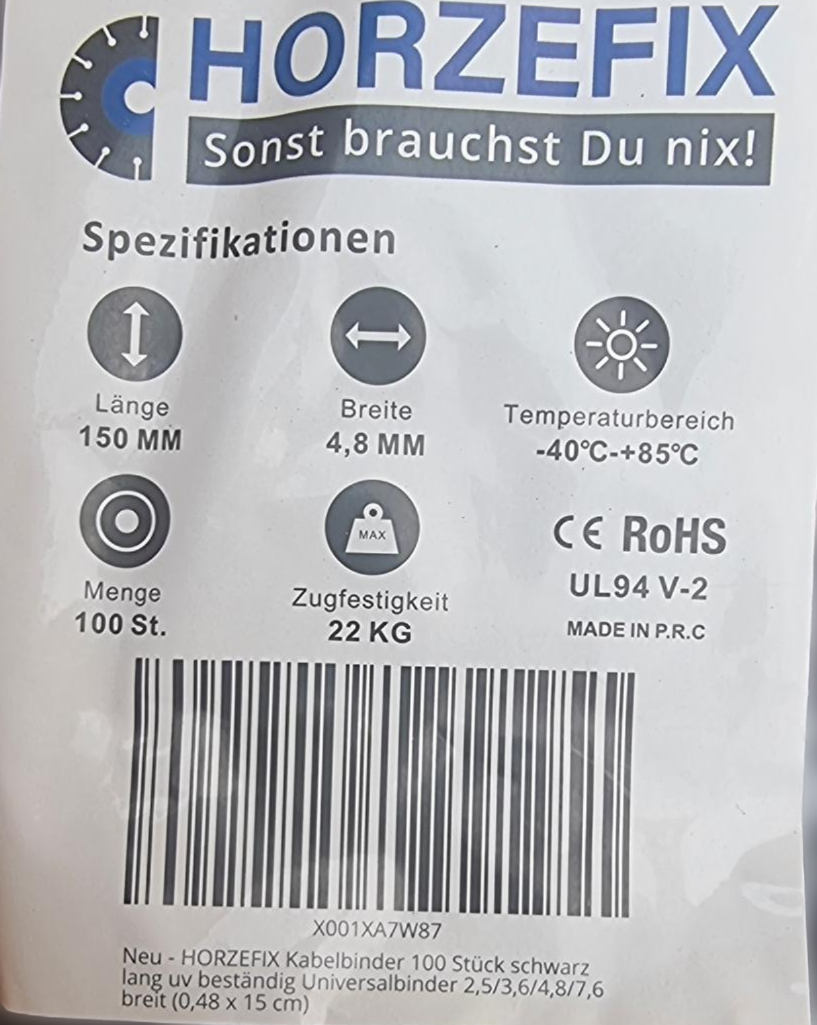 HORZEFIX
Sonst brauchst Du nix!
Spezifikationen
Länge
150 MM
Breite
4,8 MM
Temperaturbereich
-40°C-+85°C
Menge
100 St.
MAX
Zugfestigkeit
22 KG
CE RoHS
UL94 V-2
MADE IN P.R.C
X001XA7W87
Neu - HORZEFIX Kabelbinder 100 Stück schwarz
lang uv beständig Universalbinder 2,5/3,6/4,8/7,6
breit (0,48 x 15 cm)